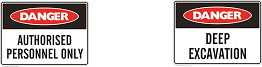 DANGER
AUTHORISED
PERSONNEL ONLY
DANGER
DEEP
EXCAVATION